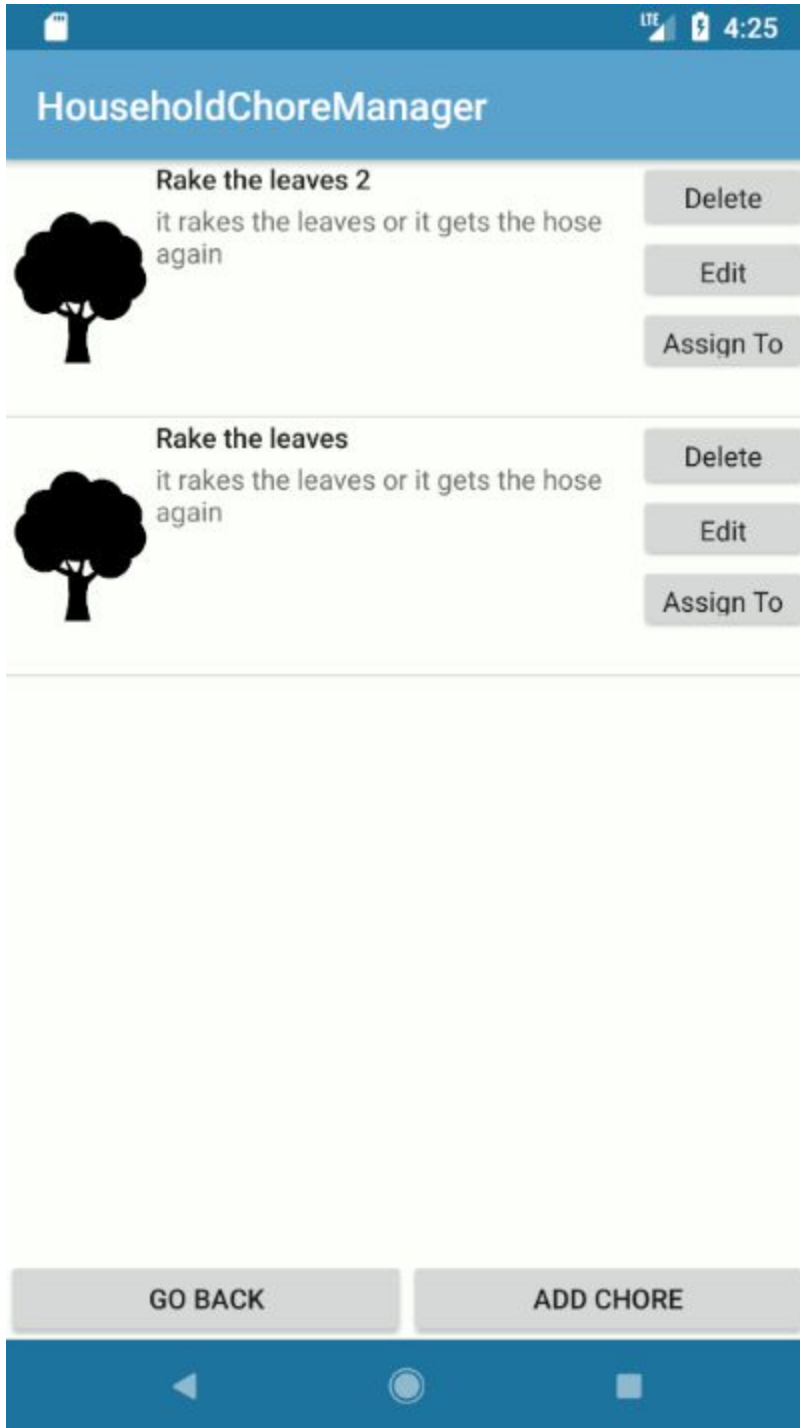 LTE 4:25
HouseholdChoreManager
Rake the leaves 2
it rakes the leaves or it gets the hose
again
Delete
Edit
Assign To
Rake the leaves
it rakes the leaves or it gets the hose
again
Delete
Edit
Assign To
GO BACK ADD CHORE